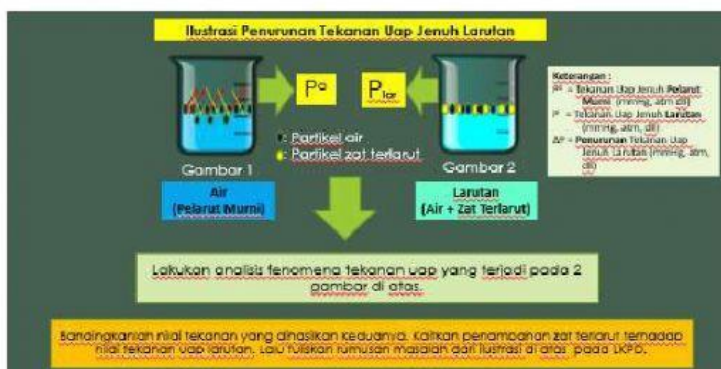 Ilustrasi Penurunan Tekanan Uap Jenuh Larutan
P°
Plar
Keterangan :
P° = Tekanan Uap Jenuh Pelarut
Murni (mmHg, atm dll)
P = Tekanan Uap Jenuh Larutan
(mmHg, atm, dll)
ΔP = Penurunan Tekanan Uap
Jenuh Larutan (mmHg, atm,
dll)
: Partikel air
: Partikel zat terlarut
Gambar 1
Gambar 2
Air
(Pelarut Murni)
Larutan
(Air + Zat Terlarut)
Lakukan analisis fenomena tekanan uap yang terjadi pada 2
gambar di atas.
Bandingkanlah nilai tekanan yang dihasilkan keduanya. Kaitkan penambahan zat terlarut terhadap
nilai tekanan uap larutan. Lalu tuliskan rumusan masalah dari ilustrasi di atas pada LKPD.